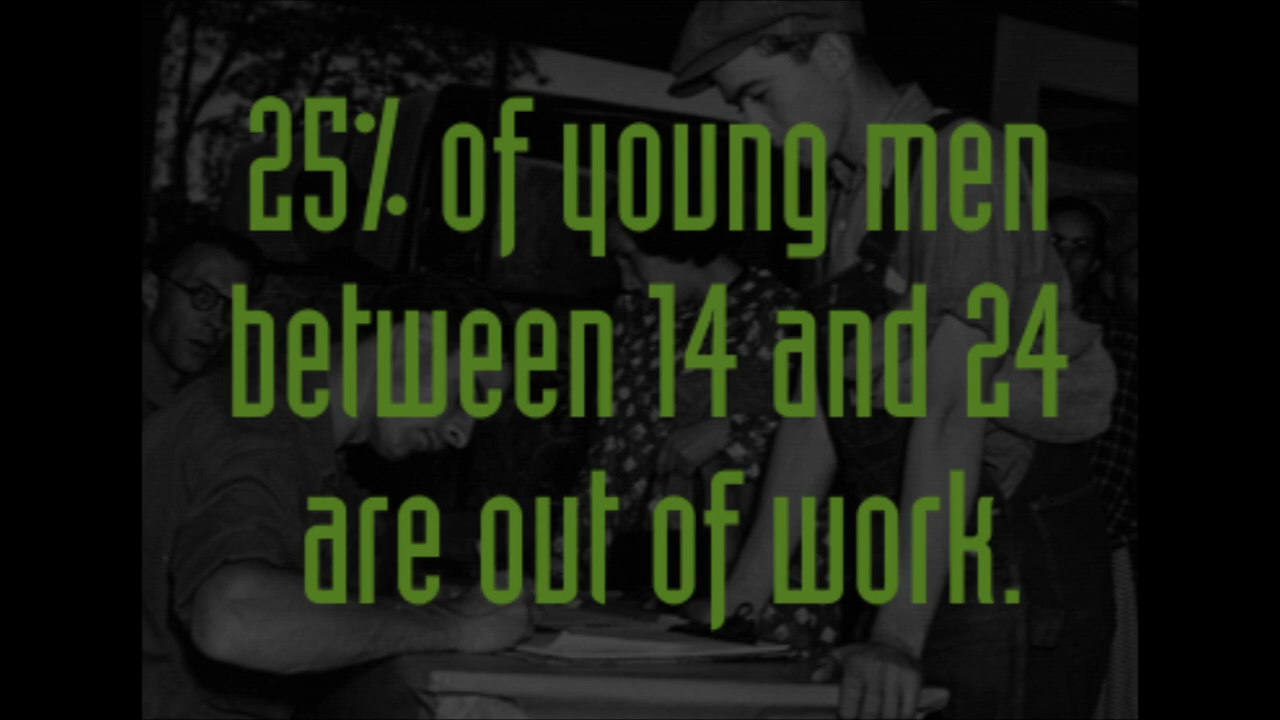 25% of young men
between 14 and 24
are out of work.